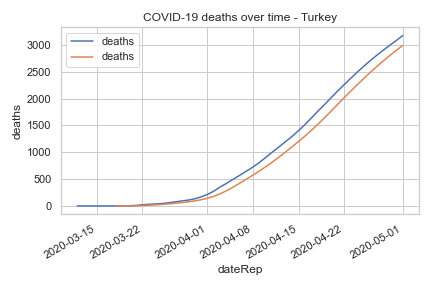 COVID-19 deaths over time - Turkey
deaths
deaths
deaths
3000
2500
2000
1500
1000
500
0
2020-03-15
2020-03-22
2020-04-01
2020-04-08
2020-04-15
2020-04-22
2020-05-01
dateRep